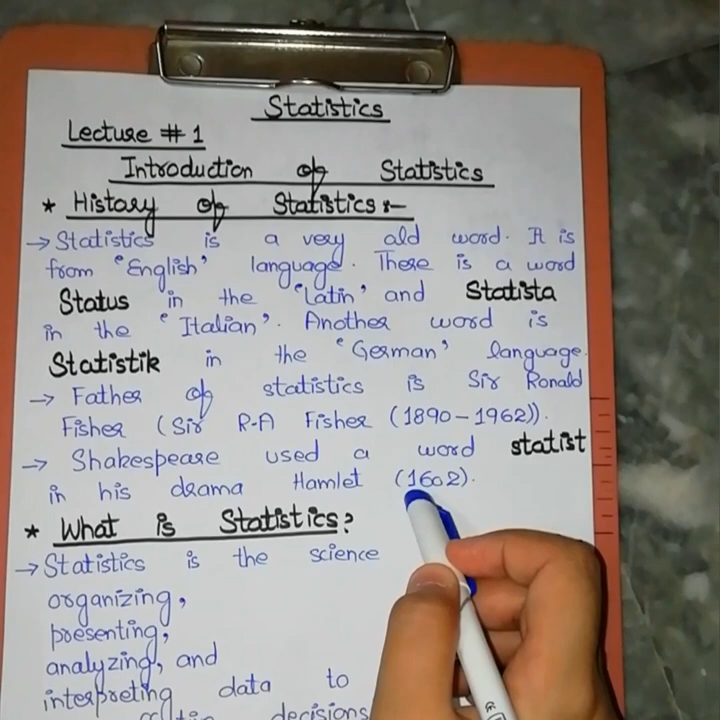 Statistics
Lecture # 1
Introduction of Statistics
* History of Statistics:-
→ Statistics is a very old word. It is
from "English" language. There is a word
Status in the "Latin" and Statista
in the "Italian". Another word is
Statistik in the "German" language.
→ Father of statistics is Sir Ronald
Fisher (Sir R-A Fisher (1890-1962)).
→ Shakespeare used a word statist
in his drama Hamlet (1602).
* What is Statistics?
→ Statistics is the science
organizing,
presenting,
analyzing, and
interpreting data to
decisions